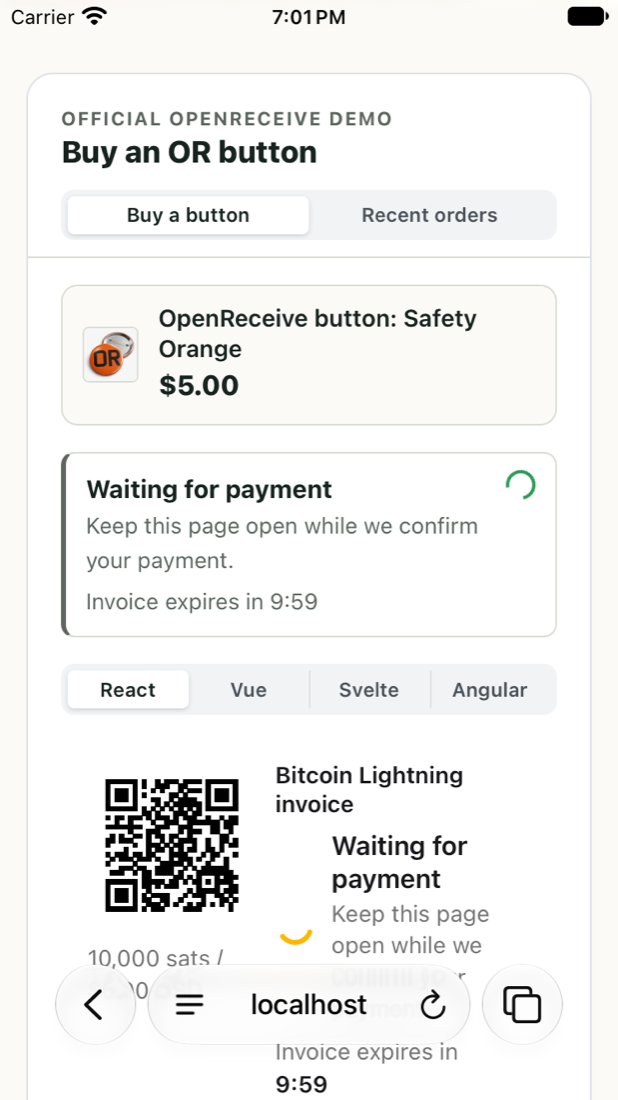 Carrier 7:01 PM
OFFICIAL OPENRECEIVE DEMO
Buy an OR button
Buy a button Recent orders
OR
OpenReceive button: Safety
Orange
$5.00
Waiting for payment
Keep this page open while we confirm
your payment.
Invoice expires in 9:59
React Vue Svelte Angular
Bitcoin Lightning
invoice
Waiting for
payment
Keep this page
open while we
10,000 sats /
localhost
Invoice expires in
9:59